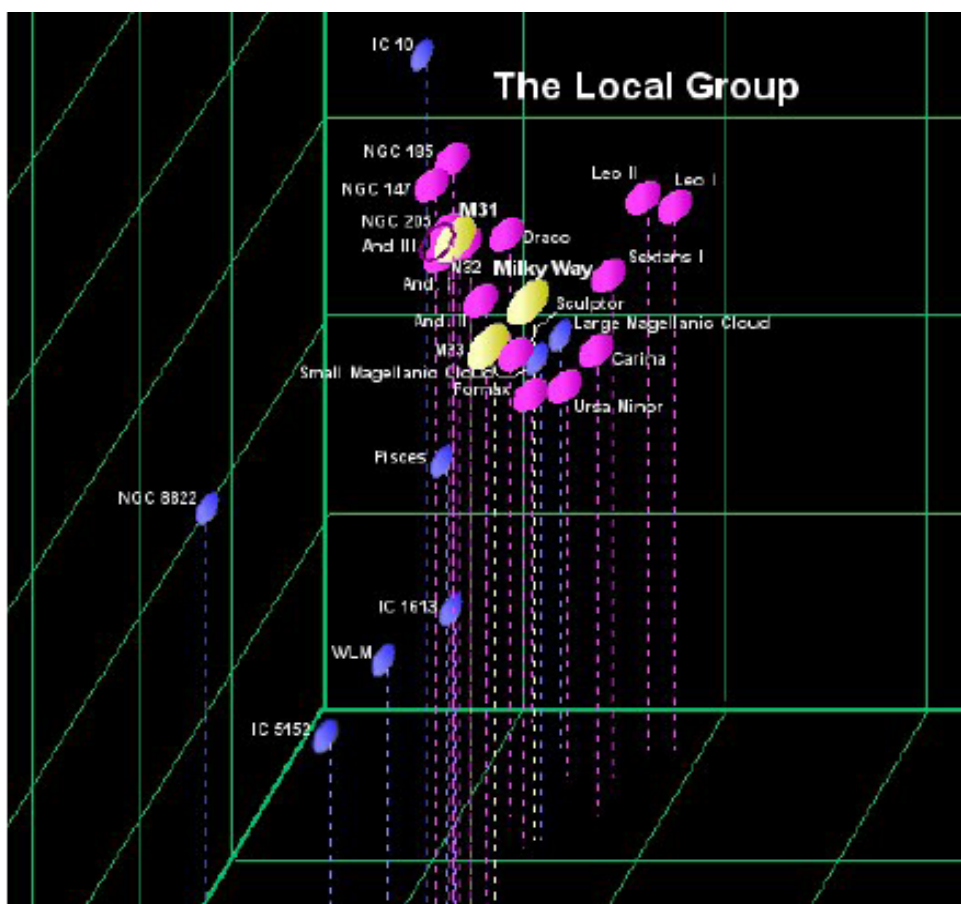 IC 10
The Local Group
NGC 185
Leo II
Leo I
NGC 147
M31
NGC 205
And III
Draco
M32
Milky Way
Sextans I
And I
Sculptor
And II
Large Magellanic Cloud
M33
Carina
Small Magellanic Cloud
Fornax
Ursa Minor
Pisces
NGC 6822
IC 1613
WLM
IC 5152